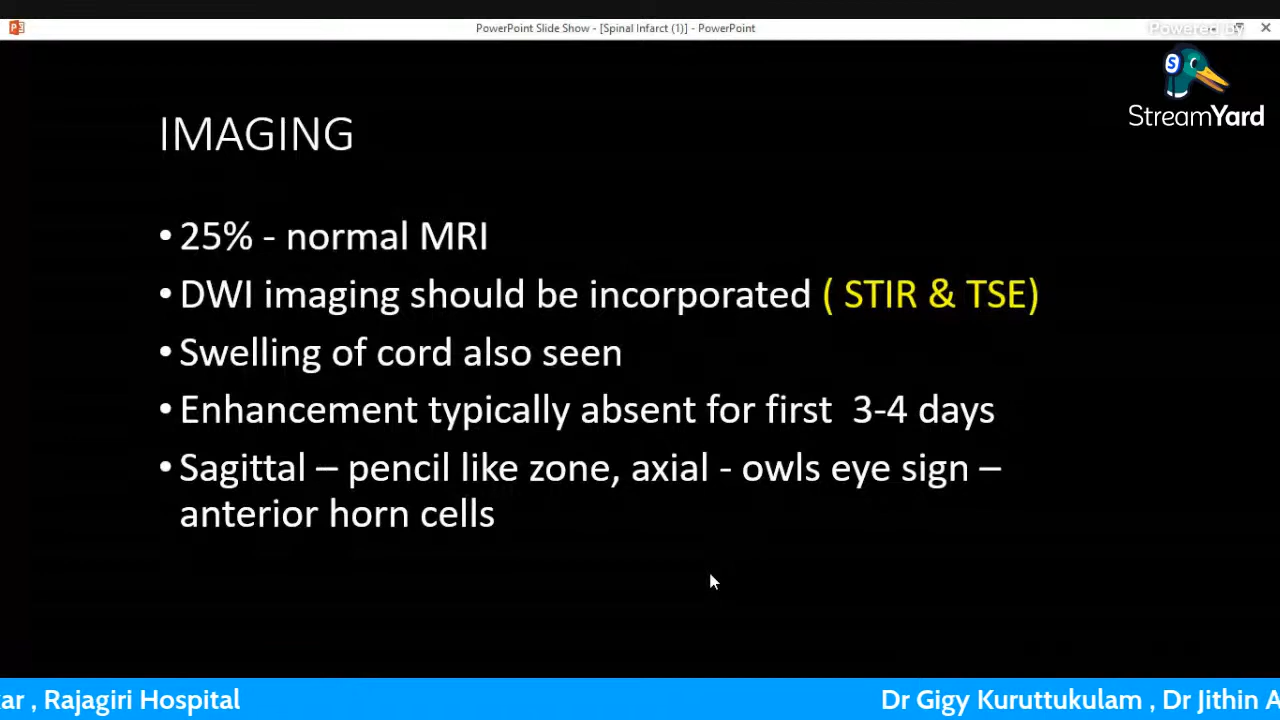 PowerPoint Slide Show - [Spinal Infarct (1)] - PowerPoint
Powered by
StreamYard
IMAGING
• 25% - normal MRI
• DWI imaging should be incorporated ( STIR & TSE)
• Swelling of cord also seen
• Enhancement typically absent for first 3-4 days
• Sagittal – pencil like zone, axial - owls eye sign –
anterior horn cells
ar , Rajagiri Hospital
Dr Gigy Kuruttukulam , Dr Jithin A